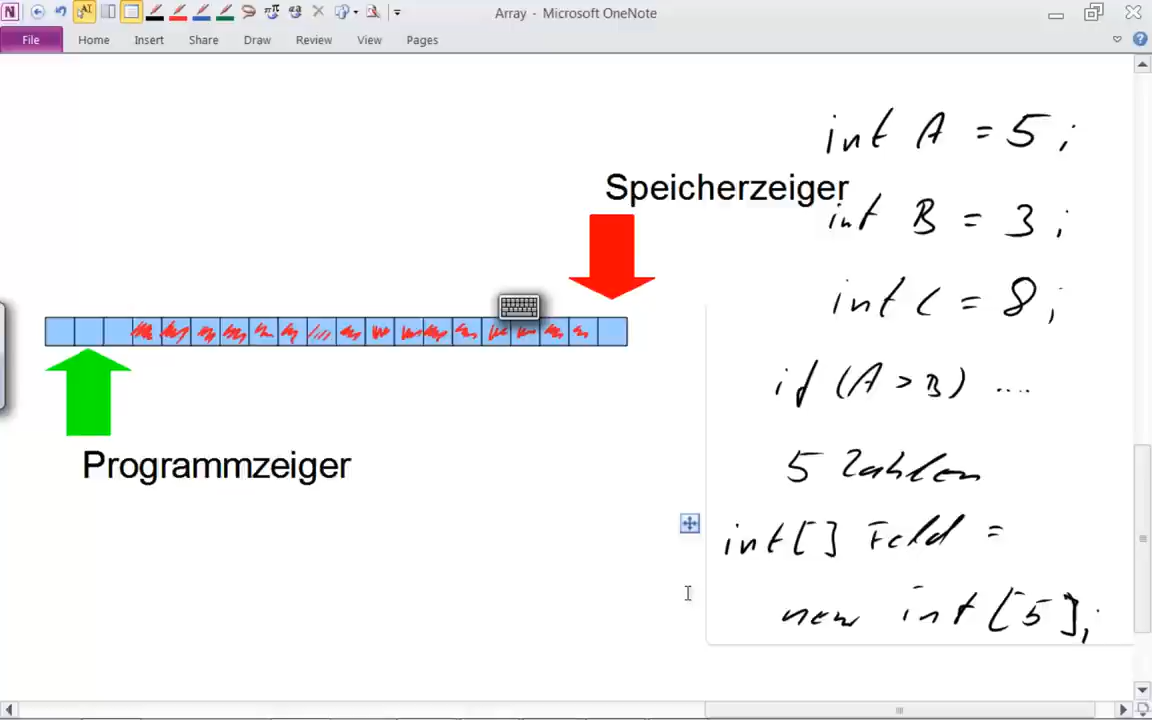 Array - Microsoft OneNote
File Home Insert Share Draw Review View Pages
int A = 5;
Speicherzeiger
int B = 3;
int C = 8;
if (A > B) ....
Programmzeiger
5 Zahlen
int[] Feld =
new int[5];